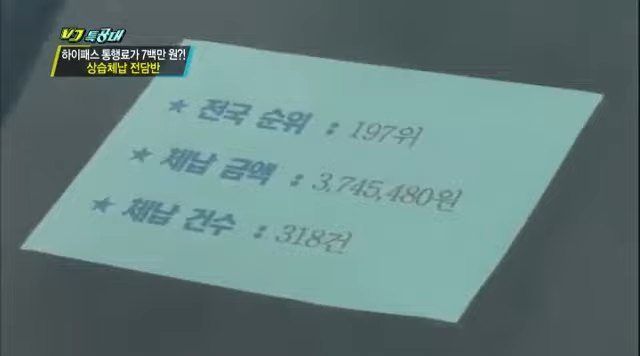 VJ 특공대
하이패스 통행료가 7백만 원?!
상습체납 전담반
★ 전국 순위 : 197위
★ 체납 금액 : 3,745,480원
★ 체납 건수 : 318건